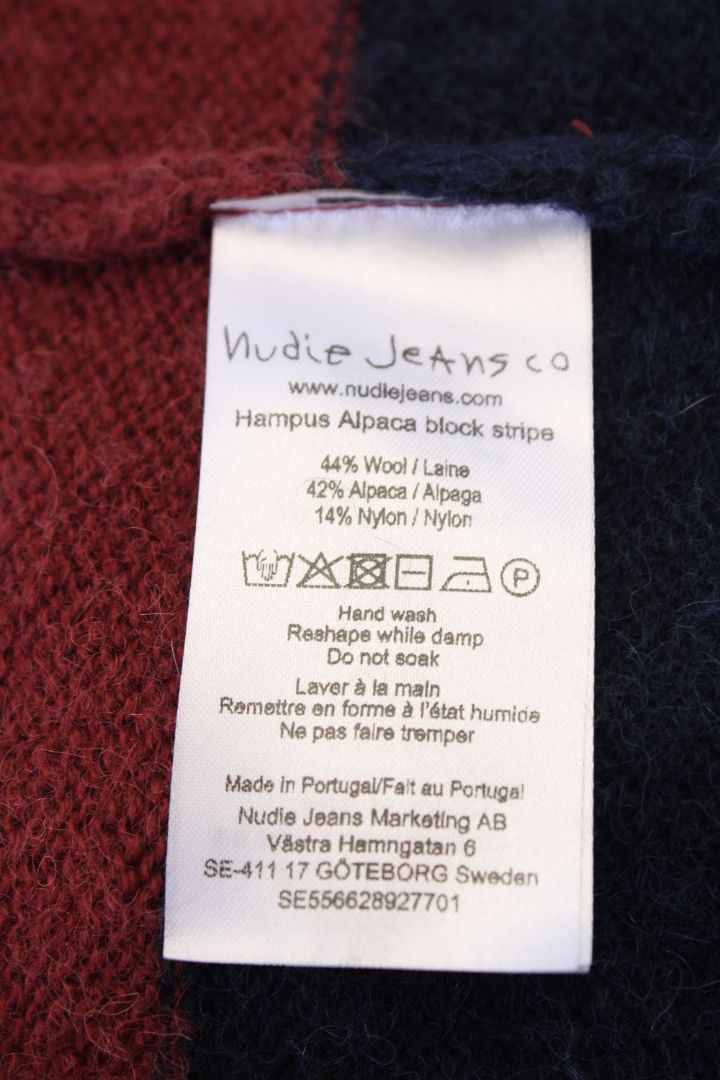 Nudie Jeans co
www.nudiejeans.com
Hampus Alpaca block stripe
44% Wool / Laine
42% Alpaca / Alpaga
14% Nylon / Nylon
P
Hand wash
Reshape while damp
Do not soak
Laver à la main
Remettre en forme à l'état humide
Ne pas faire tremper
Made in Portugal/Fait au Portugal
Nudie Jeans Marketing AB
Västra Hamngatan 6
SE-411 17 GÖTEBORG Sweden
SE556628927701